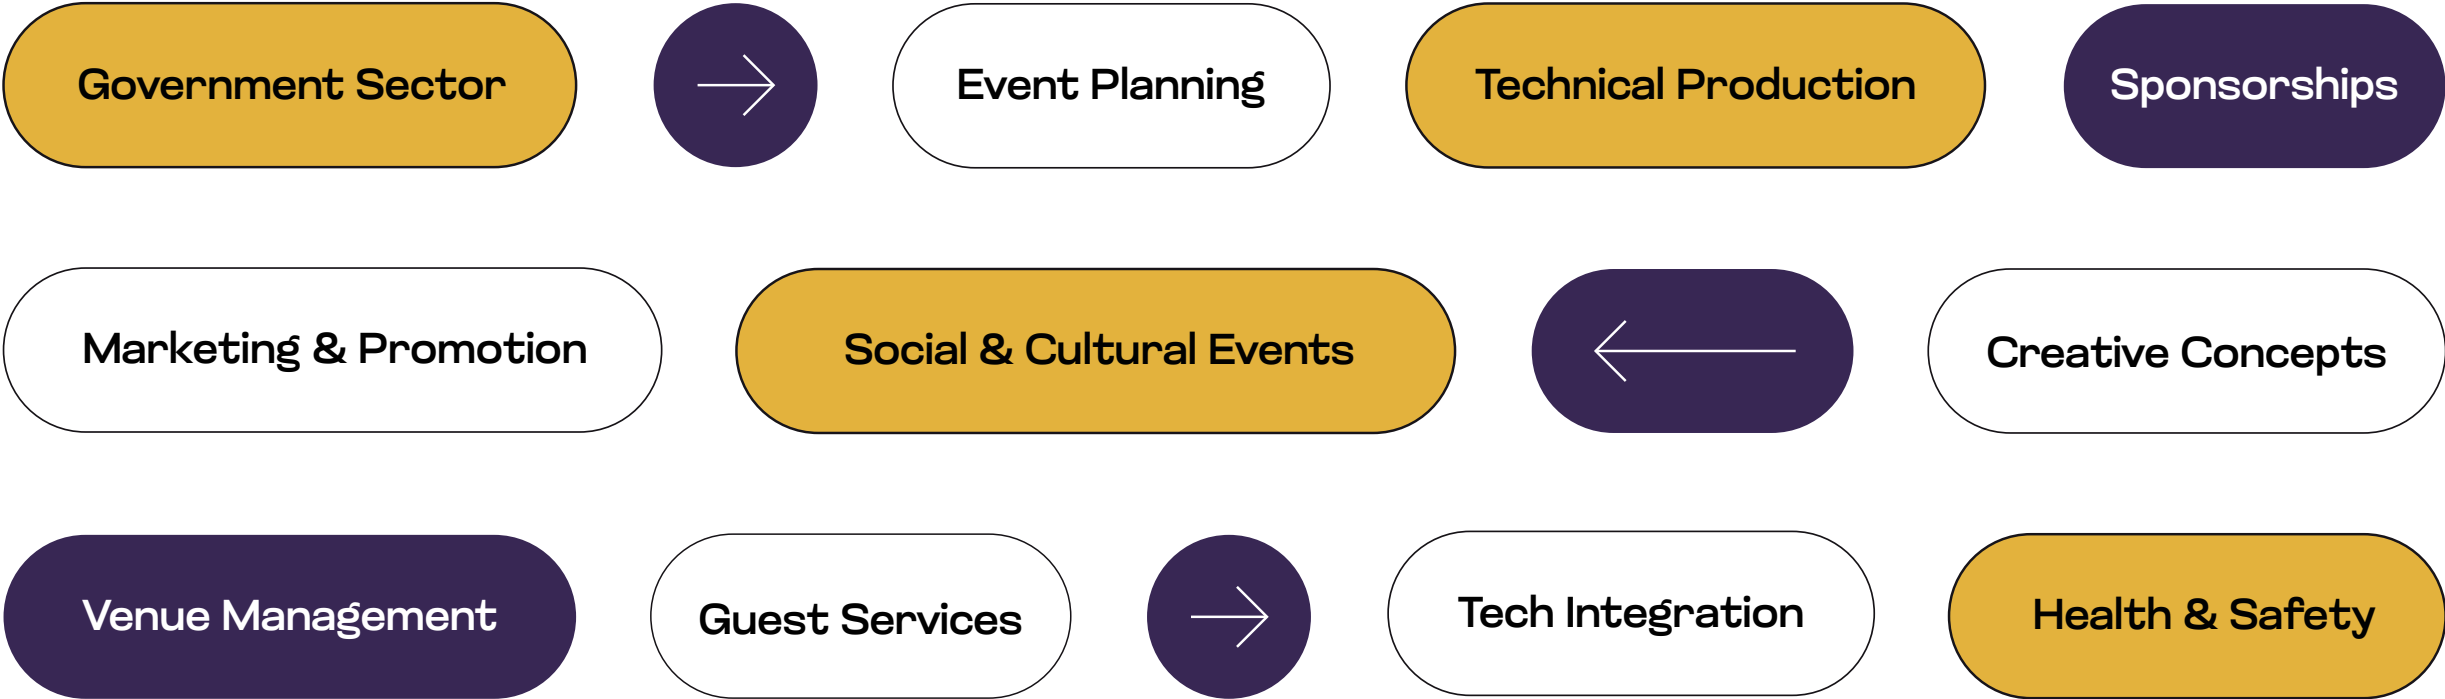 Government Sector
Event Planning
Technical Production
Sponsorships
Marketing & Promotion
Social & Cultural Events
Creative Concepts
Venue Management
Guest Services
Tech Integration
Health & Safety